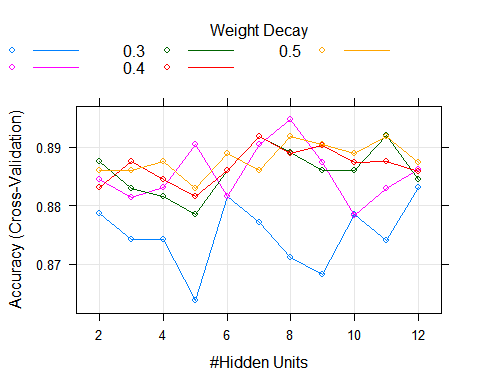 Weight Decay
0.3 0.5
0.4
Accuracy (Cross-Validation)
0.89
0.88
0.87
2 4 6 8 10 12
#Hidden Units